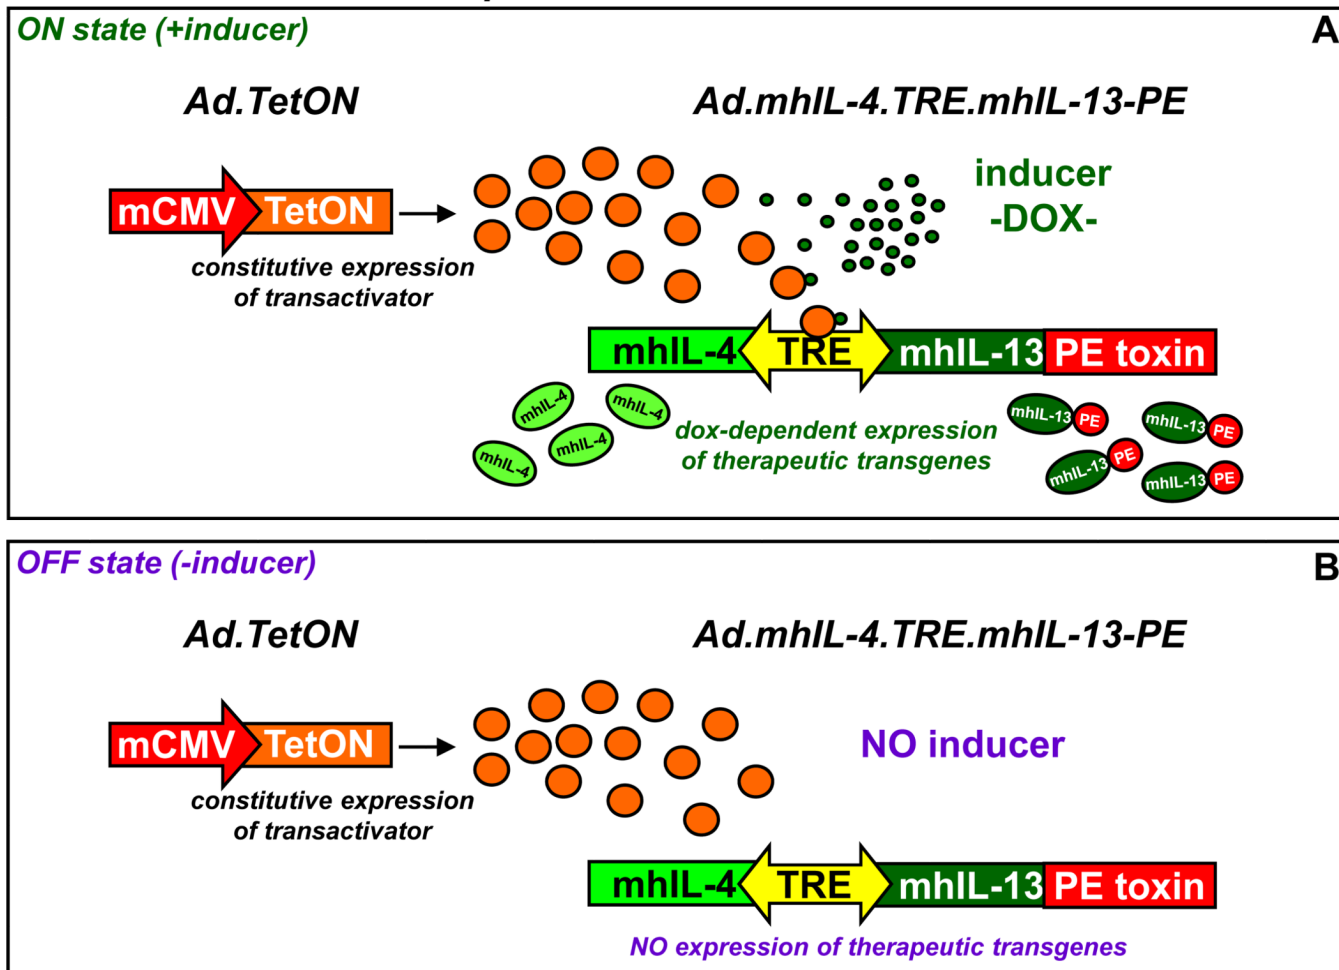 ON state (+inducer)
A
Ad.TetON
Ad.mhIL-4.TRE.mhIL-13-PE
inducer
-DOX-
mCMV
TetON
constitutive expression
of transactivator
mhIL-4
TRE
mhIL-13
PE toxin
mhIL-4
mhIL-4
mhIL-4
mhIL-4
dox-dependent expression
of therapeutic transgenes
mhIL-13
PE
mhIL-13
PE
mhIL-13
PE
mhIL-13
PE
OFF state (-inducer)
B
Ad.TetON
Ad.mhIL-4.TRE.mhIL-13-PE
mCMV
TetON
NO inducer
constitutive expression
of transactivator
mhIL-4
TRE
mhIL-13
PE toxin
NO expression of therapeutic transgenes